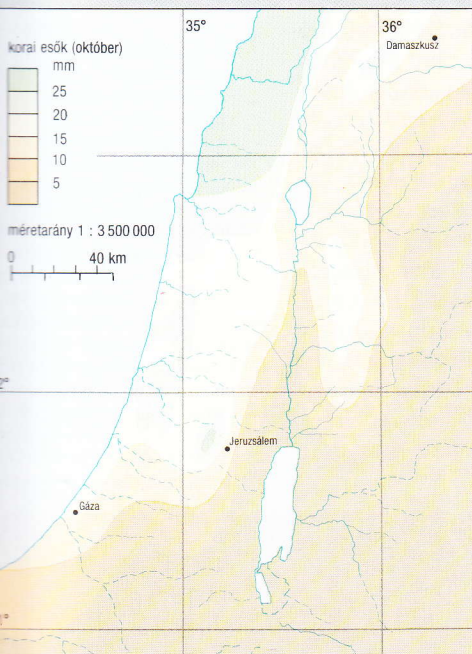 korai esők (október)
mm
25
20
15
10
5
méretarány 1 : 3 500 000
0 40 km
35°
36°
Damaszkusz
2°
Jeruzsálem
Gáza